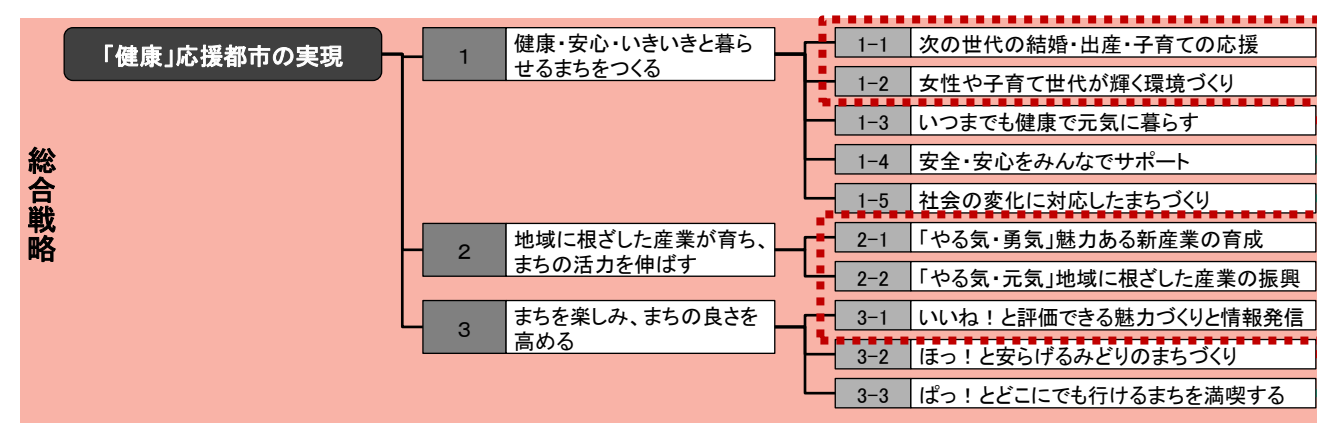 総合戦略
「健康」応援都市の実現
1
健康・安心・いきいきと暮ら
せるまちをつくる
1-1
次の世代の結婚・出産・子育ての応援
1-2
女性や子育て世代が輝く環境づくり
1-3
いつまでも健康で元気に暮らす
1-4
安全・安心をみんなでサポート
1-5
社会の変化に対応したまちづくり
2
地域に根ざした産業が育ち、
まちの活力を伸ばす
2-1
「やる気・勇気」魅力ある新産業の育成
2-2
「やる気・元気」地域に根ざした産業の振興
3
まちを楽しみ、まちの良さを
高める
3-1
いいね！と評価できる魅力づくりと情報発信
3-2
ほっ！と安らげるみどりのまちづくり
3-3
ぱっ！とどこにでも行けるまちを満喫する